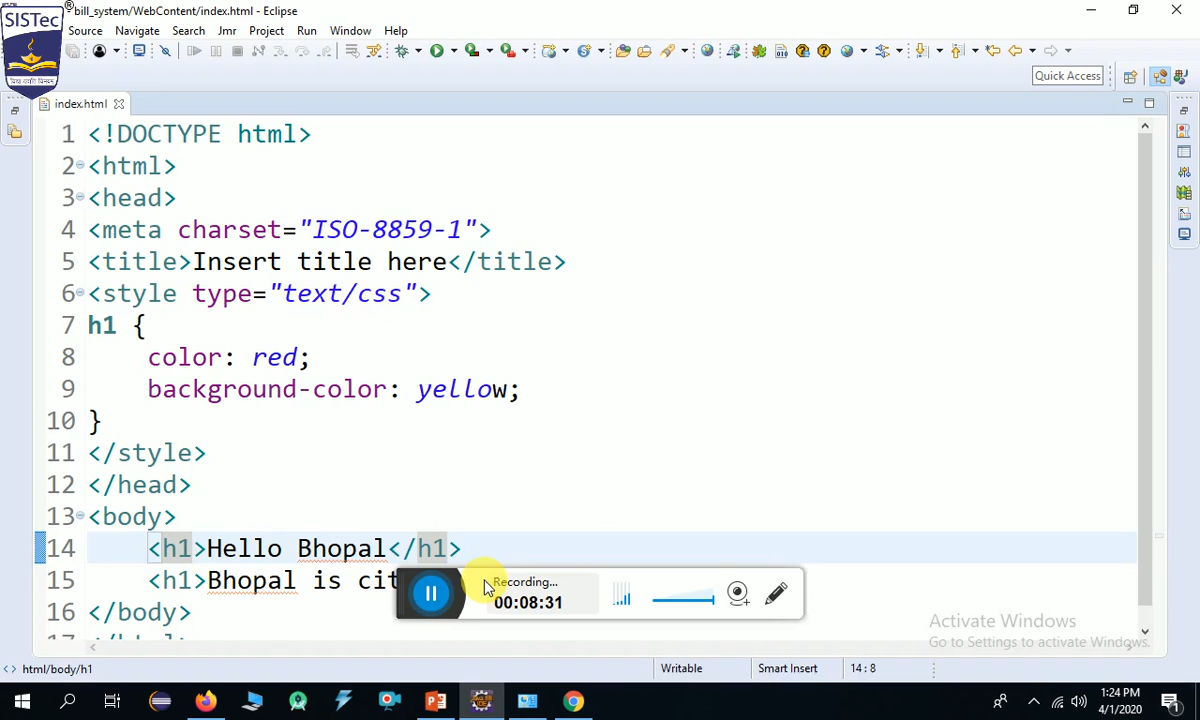 bill_system/WebContent/index.html - Eclipse
SISTec ®
Source Navigate Search Jmr Project Run Window Help
Quick Access
index.html
1 <!DOCTYPE html>
2 <html>
3 <head>
4 <meta charset="ISO-8859-1">
5 <title>Insert title here</title>
6 <style type="text/css">
7 h1 {
8 color: red;
9 background-color: yellow;
10 }
11 </style>
12 </head>
13 <body>
14 <h1>Hello Bhopal</h1>
15 <h1>Bhopal is cit
16 </body>
Recording...
00:08:31
Activate Windows
Go to Settings to activate Windows.
<> html/body/h1
Writable
Smart Insert
14 : 8
1:24 PM
4/1/2020
1